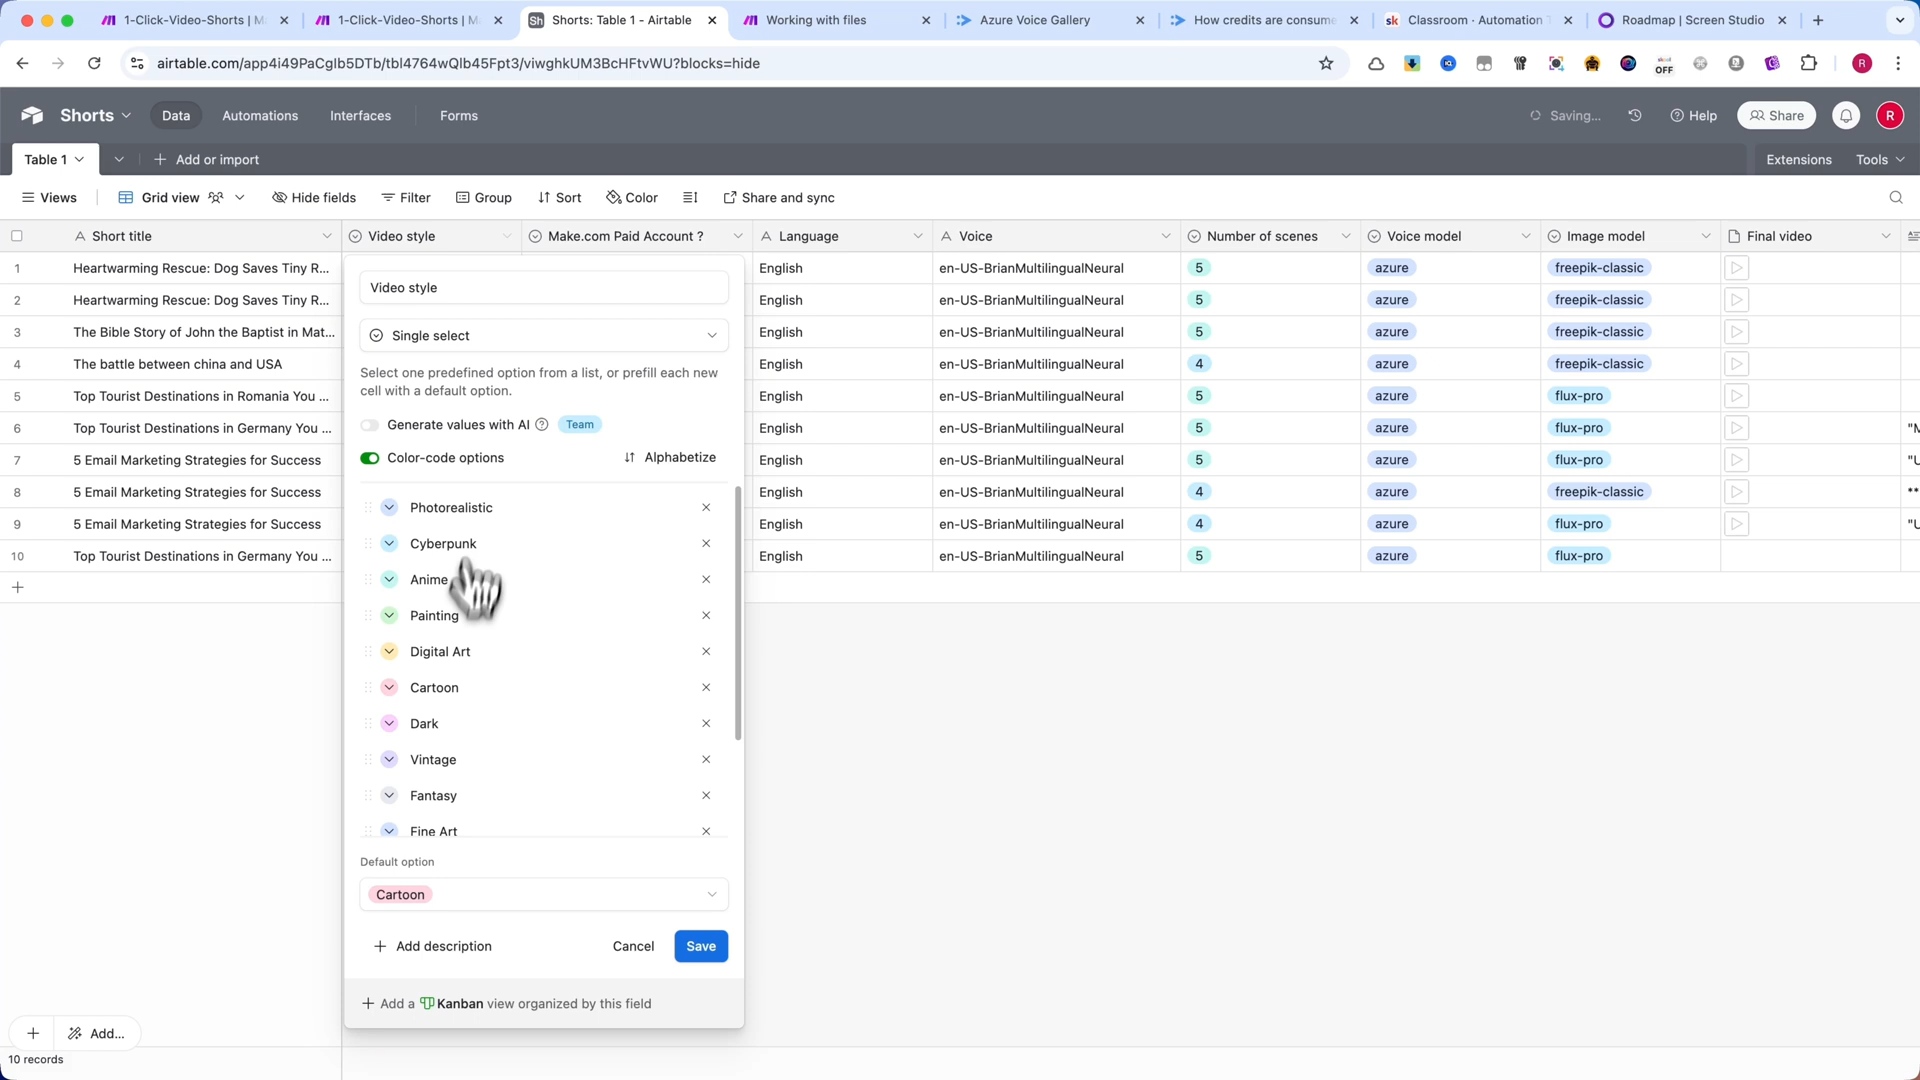 1-Click-Video-Shorts | Ma
1-Click-Video-Shorts | Ma
Sh Shorts: Table 1 - Airtable
Working with files
Azure Voice Gallery
How credits are consume
sk Classroom · Automation T
Roadmap | Screen Studio
airtable.com/app4i49PaCgIb5DTb/tbl4764wQIb45Fpt3/viwghkUM3BcHFtvWU?blocks=hide
OFF
R
Shorts
Data
Automations
Interfaces
Forms
Saving...
Help
Share
R
Table 1
Add or import
Extensions
Tools
Views
Grid view
Hide fields
Filter
Group
Sort
Color
Share and sync
Short title
Video style
Make.com Paid Account ?
Language
Voice
Number of scenes
Voice model
Image model
Final video
1 Heartwarming Rescue: Dog Saves Tiny R... English en-US-BrianMultilingualNeural 5 azure freepik-classic
2 Heartwarming Rescue: Dog Saves Tiny R... English en-US-BrianMultilingualNeural 5 azure freepik-classic
3 The Bible Story of John the Baptist in Mat... English en-US-BrianMultilingualNeural 5 azure freepik-classic
4 The battle between china and USA English en-US-BrianMultilingualNeural 4 azure freepik-classic
5 Top Tourist Destinations in Romania You ... English en-US-BrianMultilingualNeural 5 azure flux-pro
6 Top Tourist Destinations in Germany You ... English en-US-BrianMultilingualNeural 5 azure flux-pro "M
7 5 Email Marketing Strategies for Success English en-US-BrianMultilingualNeural 5 azure flux-pro "U
8 5 Email Marketing Strategies for Success English en-US-BrianMultilingualNeural 4 azure freepik-classic **
9 5 Email Marketing Strategies for Success English en-US-BrianMultilingualNeural 4 azure flux-pro "U
10 Top Tourist Destinations in Germany You ... English en-US-BrianMultilingualNeural 5 azure flux-pro
Video style
Single select
Select one predefined option from a list, or prefill each new
cell with a default option.
Generate values with AI
Team
Color-code options
Alphabetize
Photorealistic
Cyberpunk
Anime
Painting
Digital Art
Cartoon
Dark
Vintage
Fantasy
Fine Art
Default option
Cartoon
Add description
Cancel
Save
Add a Kanban view organized by this field
Add...
10 records